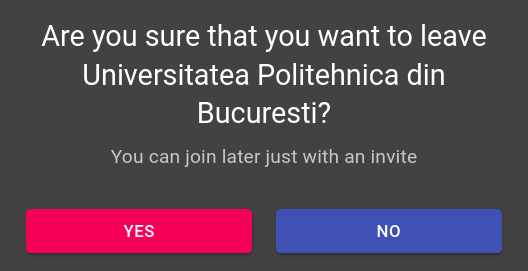 Are you sure that you want to leave
Universitatea Politehnica din
Bucuresti?
You can join later just with an invite
YES NO